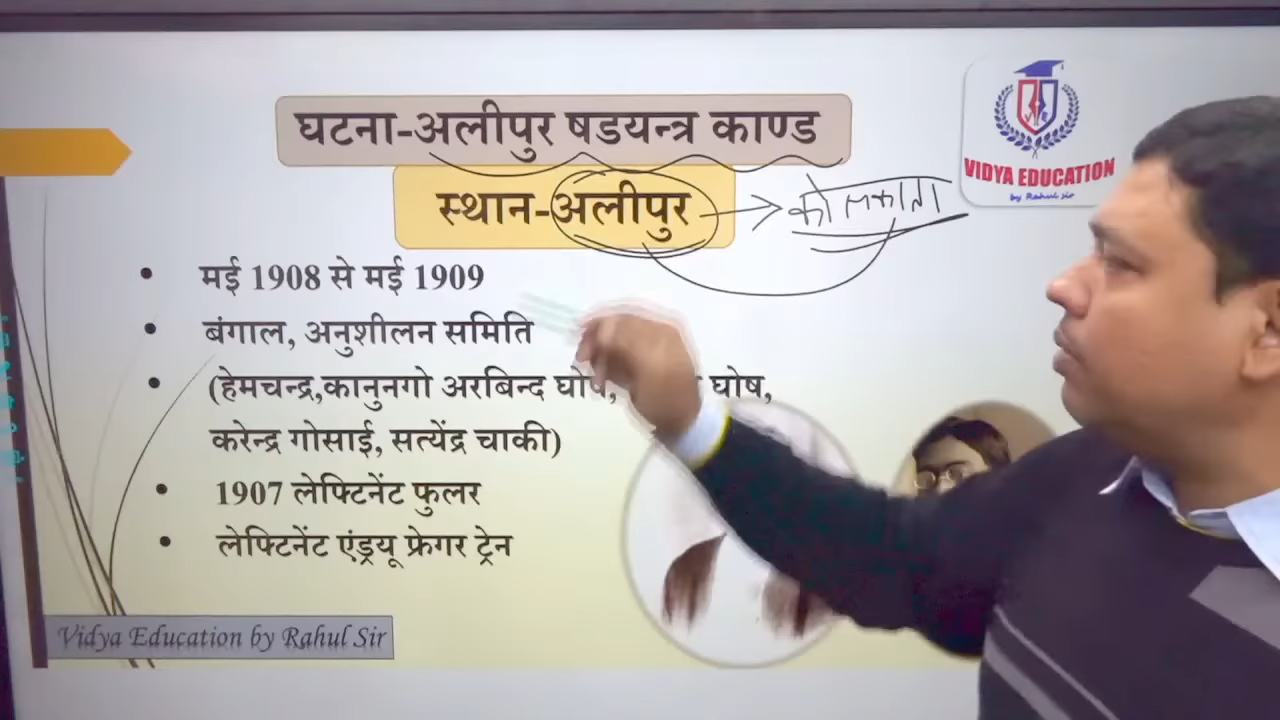 घटना-अलीपुर षडयन्त्र काण्ड
VIDYA EDUCATION
by Rahul Sir
स्थान-अलीपुर
कोलकाता
• मई 1908 से मई 1909
• बंगाल, अनुशीलन समिति
• (हेमचन्द्र,कानुनगो अरबिन्द घोष, घोष,
करेन्द्र गोसाई, सत्येंद्र चाकी)
• 1907 लेफ्टिनेंट फुलर
• लेफ्टिनेंट एंड्रयू फ्रेगर ट्रेन
Vidya Education by Rahul Sir